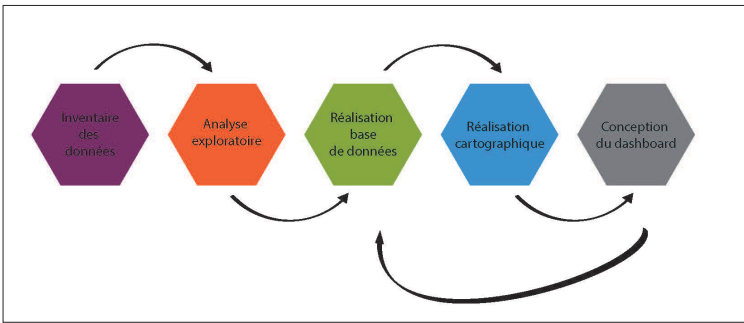 Inventaire
des
données
Analyse
exploratoire
Réalisation
base
de données
Réalisation
cartographique
Conception
du dashboard